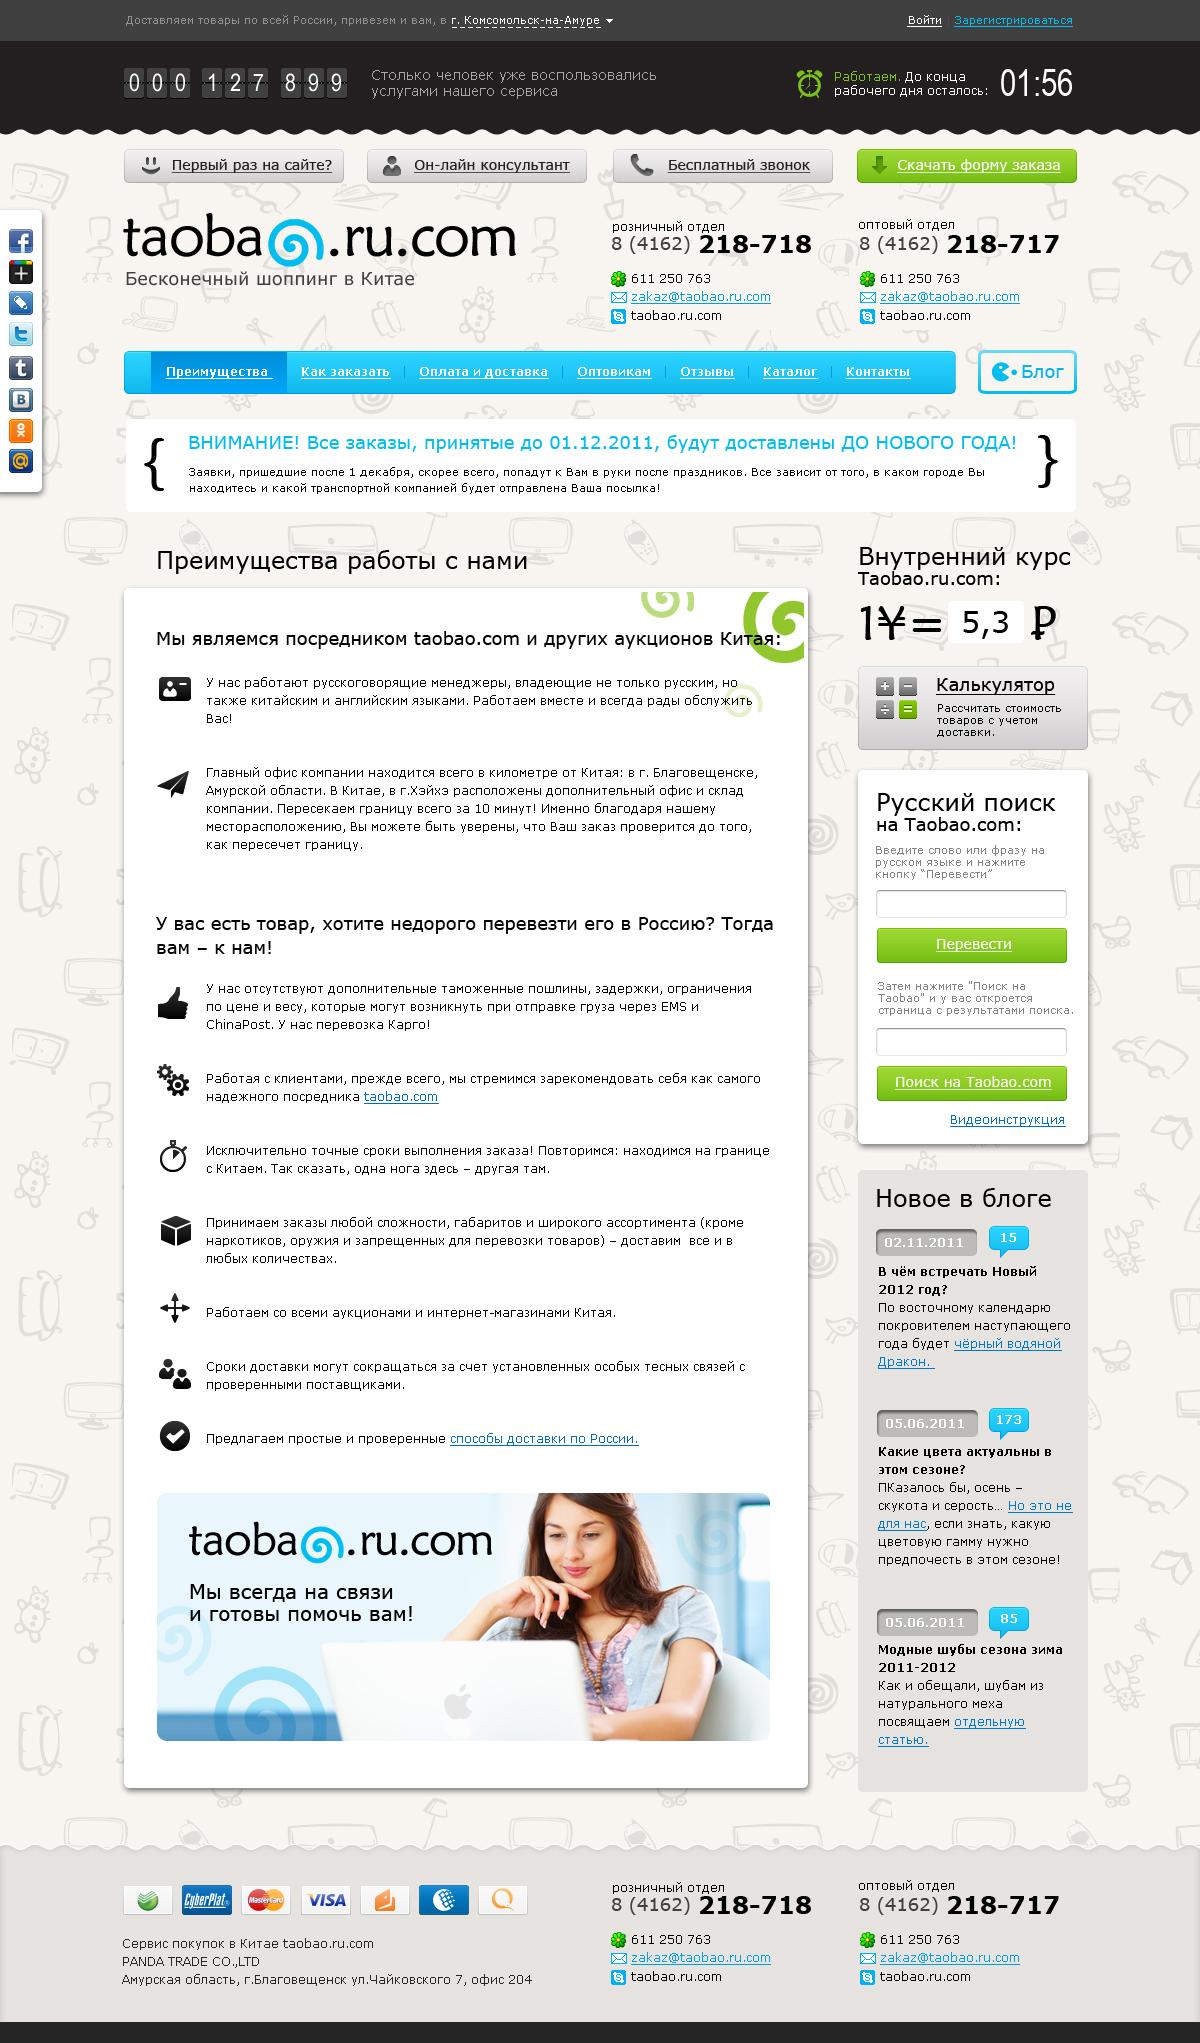 Доставляем товары по всей России, привезем и вам, в г. Комсомольск-на-Амуре
Войти
Зарегистрироваться
000 127 899
Столько человек уже воспользовались
услугами нашего сервиса
Работаем. До конца
рабочего дня осталось:
01:56
Первый раз на сайте?
Он-лайн консультант
Бесплатный звонок
Скачать форму заказа
taobao.ru.com
Бесконечный шоппинг в Китае
розничный отдел
8 (4162) 218-718
611 250 763
zakaz@taobao.ru.com
taobao.ru.com
оптовый отдел
8 (4162) 218-717
611 250 763
zakaz@taobao.ru.com
taobao.ru.com
Преимущества
Как заказать
Оплата и доставка
Оптовикам
Отзывы
Каталог
Контакты
Блог
{ ВНИМАНИЕ! Все заказы, принятые до 01.12.2011, будут доставлены ДО НОВОГО ГОДА! }
Заявки, пришедшие после 1 декабря, скорее всего, попадут к Вам в руки после праздников. Все зависит от того, в каком городе Вы
находитесь и какой транспортной компанией будет отправлена Ваша посылка!
Преимущества работы с нами
Мы являемся посредником taobao.com и других аукционов Китая:
У нас работают русскоговорящие менеджеры, владеющие не только русским, но
также китайским и английским языками. Работаем вместе и всегда рады обслужить
Вас!
Главный офис компании находится всего в километре от Китая: в г. Благовещенске,
Амурской области. В Китае, в г.Хэйхэ расположены дополнительный офис и склад
компании. Пересекаем границу всего за 10 минут! Именно благодаря нашему
месторасположению, Вы можете быть уверены, что Ваш заказ проверится до того,
как пересечет границу.
У вас есть товар, хотите недорого перевезти его в Россию? Тогда
вам – к нам!
У нас отсутствуют дополнительные таможенные пошлины, задержки, ограничения
по цене и весу, которые могут возникнуть при отправке груза через EMS и
ChinaPost. У нас перевозка Карго!
Работая с клиентами, прежде всего, мы стремимся зарекомендовать себя как самого
надежного посредника taobao.com
Исключительно точные сроки выполнения заказа! Повторимся: находимся на границе
с Китаем. Так сказать, одна нога здесь – другая там.
Принимаем заказы любой сложности, габаритов и широкого ассортимента (кроме
наркотиков, оружия и запрещенных для перевозки товаров) – доставим все и в
любых количествах.
Работаем со всеми аукционами и интернет-магазинами Китая.
Сроки доставки могут сокращаться за счет установленных особых тесных связей с
проверенными поставщиками.
Предлагаем простые и проверенные способы доставки по России.
taobao.ru.com
Мы всегда на связи
и готовы помочь вам!
Внутренний курс
Taobao.ru.com:
1¥= 5,3 ₽
Калькулятор
Рассчитать стоимость
товаров с учетом
доставки.
Русский поиск
на Taobao.com:
Введите слово или фразу на
русском языке и нажмите
кнопку “Перевести”
Перевести
Затем нажмите "Поиск на
Taobao" и у вас откроется
страница с результатами поиска.
Поиск на Taobao.com
Видеоинструкция
Новое в блоге
02.11.2011
15
В чём встречать Новый
2012 год?
По восточному календарю
покровителем наступающего
года будет чёрный водяной
Дракон.
05.06.2011
173
Какие цвета актуальны в
этом сезоне?
ПКазалось бы, осень –
скукота и серость... Но это не
для нас, если знать, какую
цветовую гамму нужно
предпочесть в этом сезоне!
05.06.2011
85
Модные шубы сезона зима
2011-2012
Как и обещали, шубам из
натурального меха
посвящаем отдельную
статью.
CyberPlat
MasterCard
VISA
Сервис покупок в Китае taobao.ru.com
PANDA TRADE CO.,LTD
Амурская область, г.Благовещенск ул.Чайковского 7, офис 204
розничный отдел
8 (4162) 218-718
611 250 763
zakaz@taobao.ru.com
taobao.ru.com
оптовый отдел
8 (4162) 218-717
611 250 763
zakaz@taobao.ru.com
taobao.ru.com